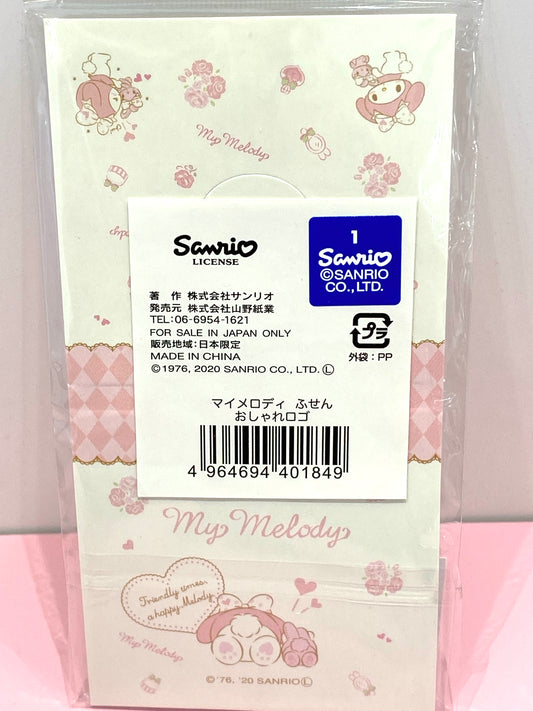 My Melody
Sanrio
LICENSE
著 作 株式会社サンリオ
発売元 株式会社山野紙業
TEL:06-6954-1621
FOR SALE IN JAPAN ONLY
販売地域:日本限定
MADE IN CHINA
©1976, 2020 SANRIO CO., LTD. Ⓛ
1
Sanrio
©SANRIO
CO., LTD.
プラ
外袋:PP
マイメロディ ふせん
おしゃれロゴ
4 964694 401849
My Melody
Friendly times,
a happy Melody
My Melody
©'76, '20 SANRIO Ⓛ